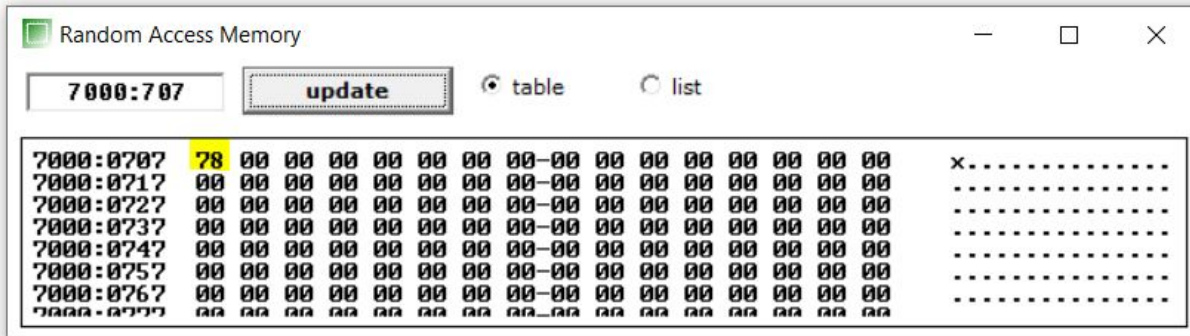 Random Access Memory
7000:707 update table list
7000:0707 78 00 00 00 00 00 00 00-00 00 00 00 00 00 00 00 x...............
7000:0717 00 00 00 00 00 00 00 00-00 00 00 00 00 00 00 00 ................
7000:0727 00 00 00 00 00 00 00 00-00 00 00 00 00 00 00 00 ................
7000:0737 00 00 00 00 00 00 00 00-00 00 00 00 00 00 00 00 ................
7000:0747 00 00 00 00 00 00 00 00-00 00 00 00 00 00 00 00 ................
7000:0757 00 00 00 00 00 00 00 00-00 00 00 00 00 00 00 00 ................
7000:0767 00 00 00 00 00 00 00 00-00 00 00 00 00 00 00 00 ................